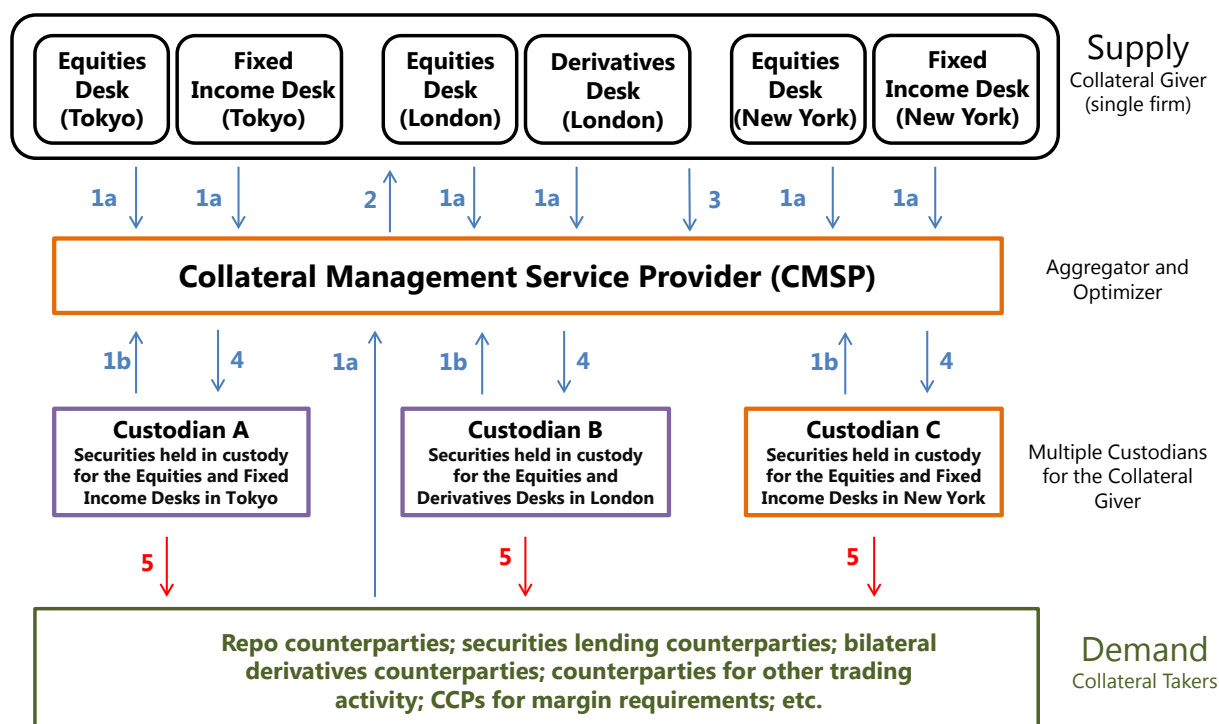 Equities
Desk
(Tokyo)
Fixed
Income Desk
(Tokyo)
Equities
Desk
(London)
Derivatives
Desk
(London)
Equities
Desk
(New York)
Fixed
Income Desk
(New York)
Supply
Collateral Giver
(single firm)
1a
1a
2
1a
1a
3
1a
1a
Collateral Management Service Provider (CMSP)
Aggregator and
Optimizer
1b
4
1a
1b
4
1b
4
Custodian A
Securities held in custody
for the Equities and Fixed
Income Desks in Tokyo
Custodian B
Securities held in custody
for the Equities and
Derivatives Desks in London
Custodian C
Securities held in custody
for the Equities and Fixed
Income Desks in New York
Multiple Custodians
for the Collateral
Giver
5
5
5
Repo counterparties; securities lending counterparties; bilateral
derivatives counterparties; counterparties for other trading
activity; CCPs for margin requirements; etc.
Demand
Collateral Takers